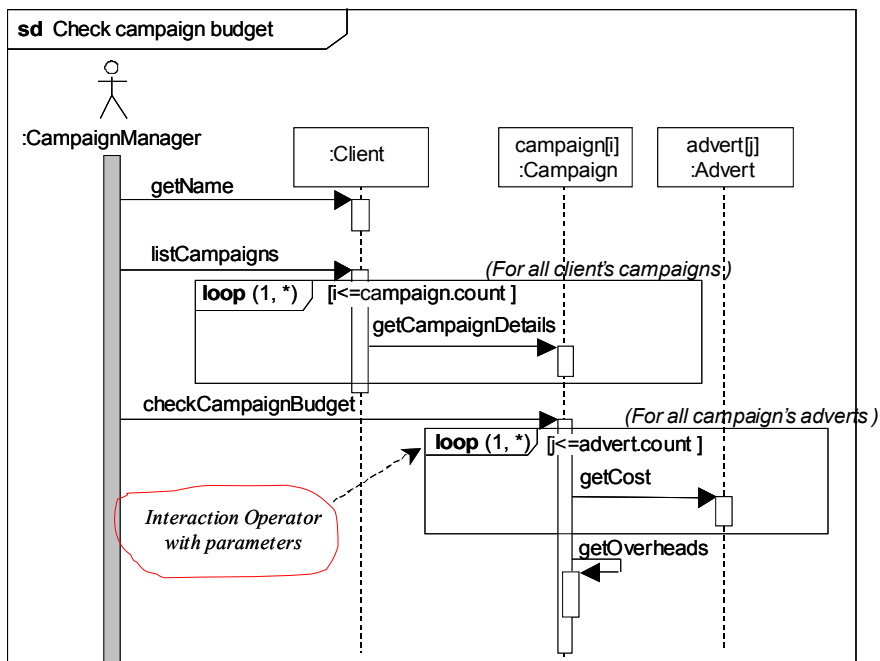 sd Check campaign budget
:CampaignManager
:Client
campaign[i]
:Campaign
advert[j]
:Advert
getName
listCampaigns
(For all client's campaigns )
loop (1, *)
[i<=campaign.count ]
getCampaignDetails
checkCampaignBudget
(For all campaign's adverts )
loop (1, *)
[j<=advert.count ]
getCost
Interaction Operator
with parameters
getOverheads